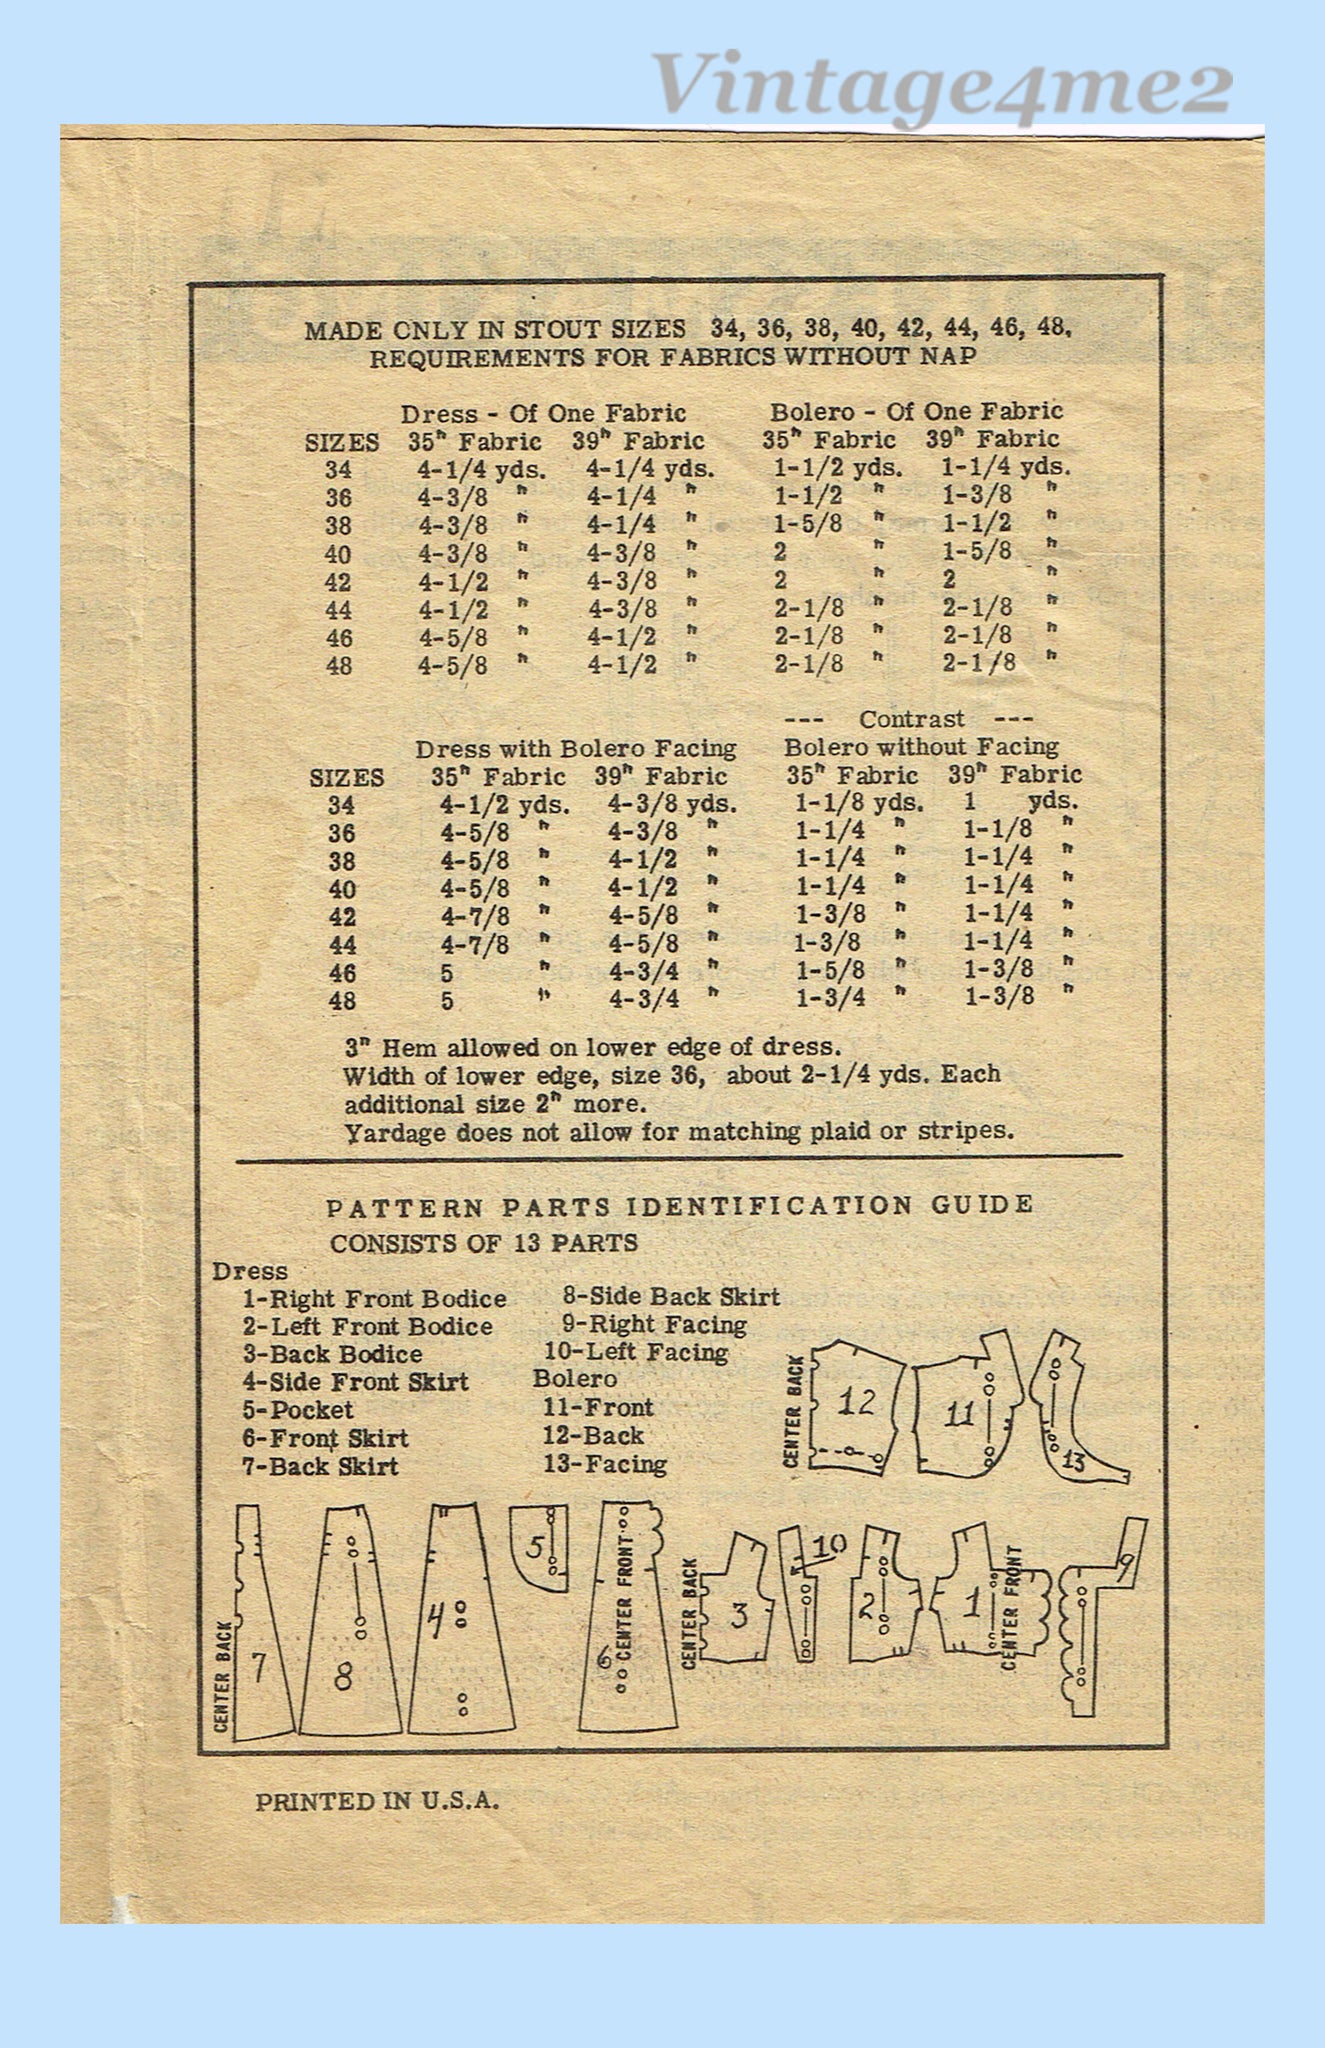 Vintage4me2
MADE ONLY IN STOUT SIZES 34, 36, 38, 40, 42, 44, 46, 48.
REQUIREMENTS FOR FABRICS WITHOUT NAP
Dress - Of One Fabric Bolero - Of One Fabric
SIZES 35" Fabric 39" Fabric 35" Fabric 39" Fabric
34 4-1/4 yds. 4-1/4 yds. 1-1/2 yds. 1-1/4 yds.
36 4-3/8 " 4-1/4 " 1-1/2 " 1-3/8 "
38 4-3/8 " 4-1/4 " 1-5/8 " 1-1/2 "
40 4-3/8 " 4-3/8 " 2 " 1-5/8 "
42 4-1/2 " 4-3/8 " 2 " 2 "
44 4-1/2 " 4-3/8 " 2-1/8 " 2-1/8 "
46 4-5/8 " 4-1/2 " 2-1/8 " 2-1/8 "
48 4-5/8 " 4-1/2 " 2-1/8 " 2-1/8 "
--- Contrast ---
Dress with Bolero Facing Bolero without Facing
SIZES 35" Fabric 39" Fabric 35" Fabric 39" Fabric
34 4-1/2 yds. 4-3/8 yds. 1-1/8 yds. 1 yds.
36 4-5/8 " 4-3/8 " 1-1/4 " 1-1/8 "
38 4-5/8 " 4-1/2 " 1-1/4 " 1-1/4 "
40 4-5/8 " 4-1/2 " 1-1/4 " 1-1/4 "
42 4-7/8 " 4-5/8 " 1-3/8 " 1-1/4 "
44 4-7/8 " 4-5/8 " 1-3/8 " 1-1/4 "
46 5 " 4-3/4 " 1-5/8 " 1-3/8 "
48 5 " 4-3/4 " 1-3/4 " 1-3/8 "
3" Hem allowed on lower edge of dress.
Width of lower edge, size 36, about 2-1/4 yds. Each
additional size 2" more.
Yardage does not allow for matching plaid or stripes.
PATTERN PARTS IDENTIFICATION GUIDE
CONSISTS OF 13 PARTS
Dress
1-Right Front Bodice
2-Left Front Bodice
3-Back Bodice
4-Side Front Skirt
5-Pocket
6-Front Skirt
7-Back Skirt
8-Side Back Skirt
9-Right Facing
10-Left Facing
Bolero
11-Front
12-Back
13-Facing
CENTER BACK
12
11
13
CENTER BACK
7
8
4
5
6
CENTER FRONT
CENTER BACK
3
10
2
1
CENTER FRONT
9
PRINTED IN U.S.A.